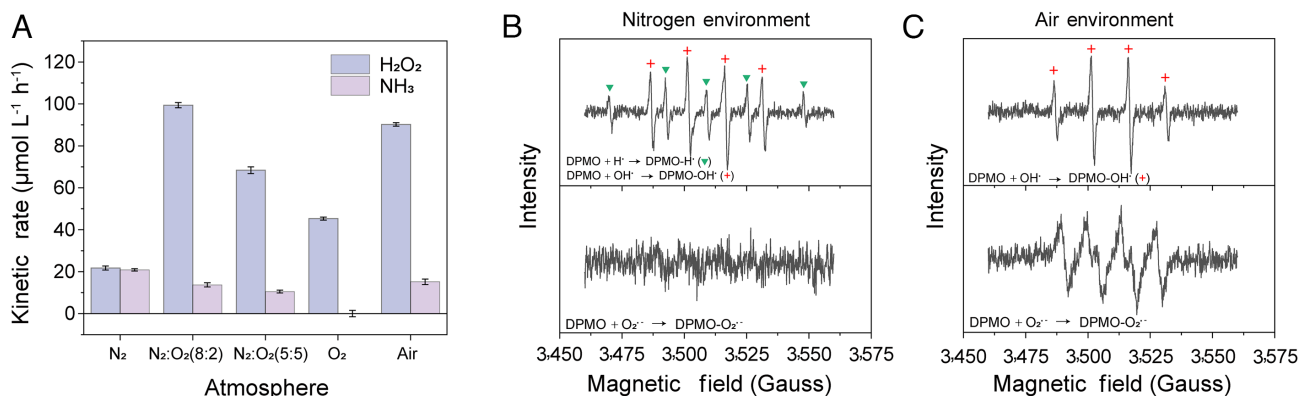 A
Kinetic rate (μmol L⁻¹ h⁻¹)
120
100
80
60
40
20
0
H₂O₂
NH₃
N₂
N₂:O₂(8:2)
N₂:O₂(5:5)
O₂
Air
Atmosphere
B
Nitrogen environment
Intensity
DPMO + H· → DPMO-H· (▼)
DPMO + OH· → DPMO-OH· (+)
DPMO + O₂·⁻ → DPMO-O₂·⁻
3,450
3,475
3,500
3,525
3,550
3,575
Magnetic field (Gauss)
C
Air environment
Intensity
DPMO + OH· → DPMO-OH· (+)
DPMO + O₂·⁻ → DPMO-O₂·⁻
3,450
3,475
3,500
3,525
3,550
3,575
Magnetic field (Gauss)